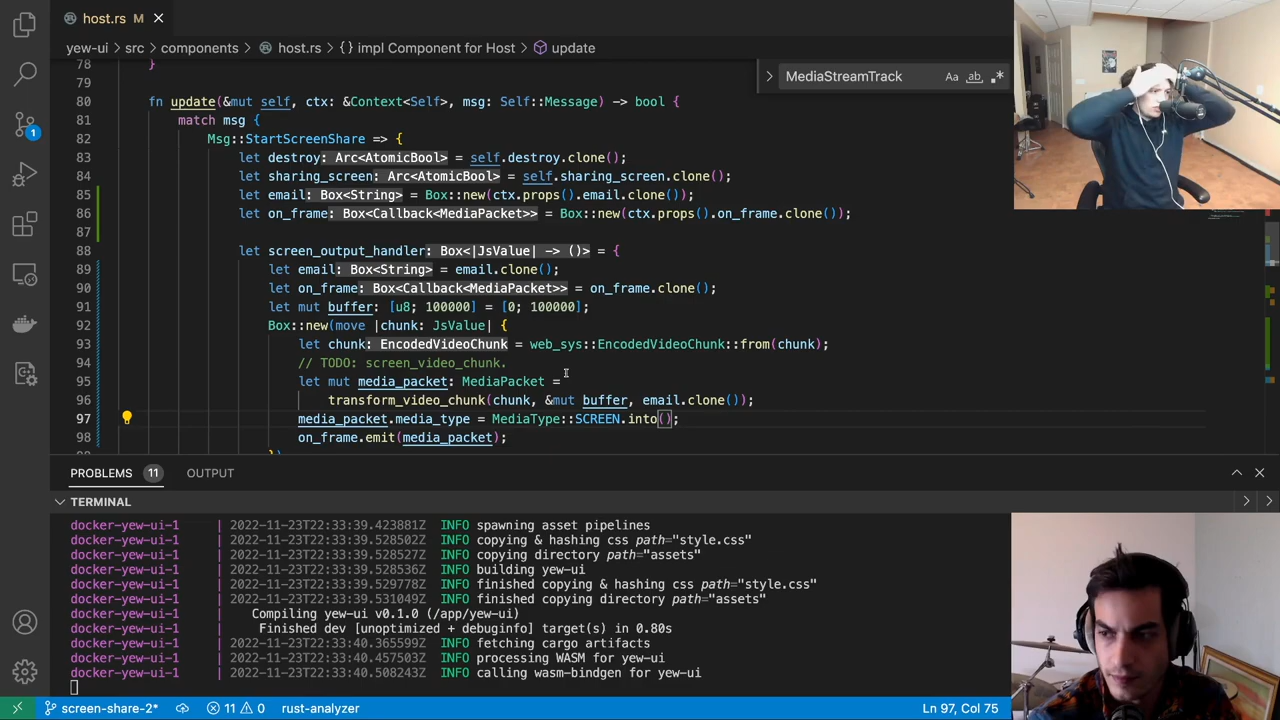 host.rs M
yew-ui > src > components > host.rs > {} impl Component for Host > update
MediaStreamTrack Aa ab .*
78 }
79
80 fn update(&mut self, ctx: &Context<Self>, msg: Self::Message) -> bool {
81 match msg {
82 Msg::StartScreenShare => {
83 let destroy: Arc<AtomicBool> = self.destroy.clone();
84 let sharing_screen: Arc<AtomicBool> = self.sharing_screen.clone();
85 let email: Box<String> = Box::new(ctx.props().email.clone());
86 let on_frame: Box<Callback<MediaPacket>> = Box::new(ctx.props().on_frame.clone());
87
88 let screen_output_handler: Box<|JsValue| -> ()> = {
89 let email: Box<String> = email.clone();
90 let on_frame: Box<Callback<MediaPacket>> = on_frame.clone();
91 let mut buffer: [u8; 100000] = [0; 100000];
92 Box::new(move |chunk: JsValue| {
93 let chunk: EncodedVideoChunk = web_sys::EncodedVideoChunk::from(chunk);
94 // TODO: screen_video_chunk.
95 let mut media_packet: MediaPacket =
96 transform_video_chunk(chunk, &mut buffer, email.clone());
97 media_packet.media_type = MediaType::SCREEN.into();
98 on_frame.emit(media_packet);
1
PROBLEMS 11 OUTPUT
TERMINAL
docker-yew-ui-1 | 2022-11-23T22:33:39.423881Z INFO spawning asset pipelines
docker-yew-ui-1 | 2022-11-23T22:33:39.528502Z INFO copying & hashing css path="style.css"
docker-yew-ui-1 | 2022-11-23T22:33:39.528527Z INFO copying directory path="assets"
docker-yew-ui-1 | 2022-11-23T22:33:39.528536Z INFO building yew-ui
docker-yew-ui-1 | 2022-11-23T22:33:39.529778Z INFO finished copying & hashing css path="style.css"
docker-yew-ui-1 | 2022-11-23T22:33:39.531049Z INFO finished copying directory path="assets"
docker-yew-ui-1 | Compiling yew-ui v0.1.0 (/app/yew-ui)
docker-yew-ui-1 | Finished dev [unoptimized + debuginfo] target(s) in 0.80s
docker-yew-ui-1 | 2022-11-23T22:33:40.365599Z INFO fetching cargo artifacts
docker-yew-ui-1 | 2022-11-23T22:33:40.457503Z INFO processing WASM for yew-ui
docker-yew-ui-1 | 2022-11-23T22:33:40.508243Z INFO calling wasm-bindgen for yew-ui
screen-share-2* 11 0 rust-analyzer Ln 97, Col 75